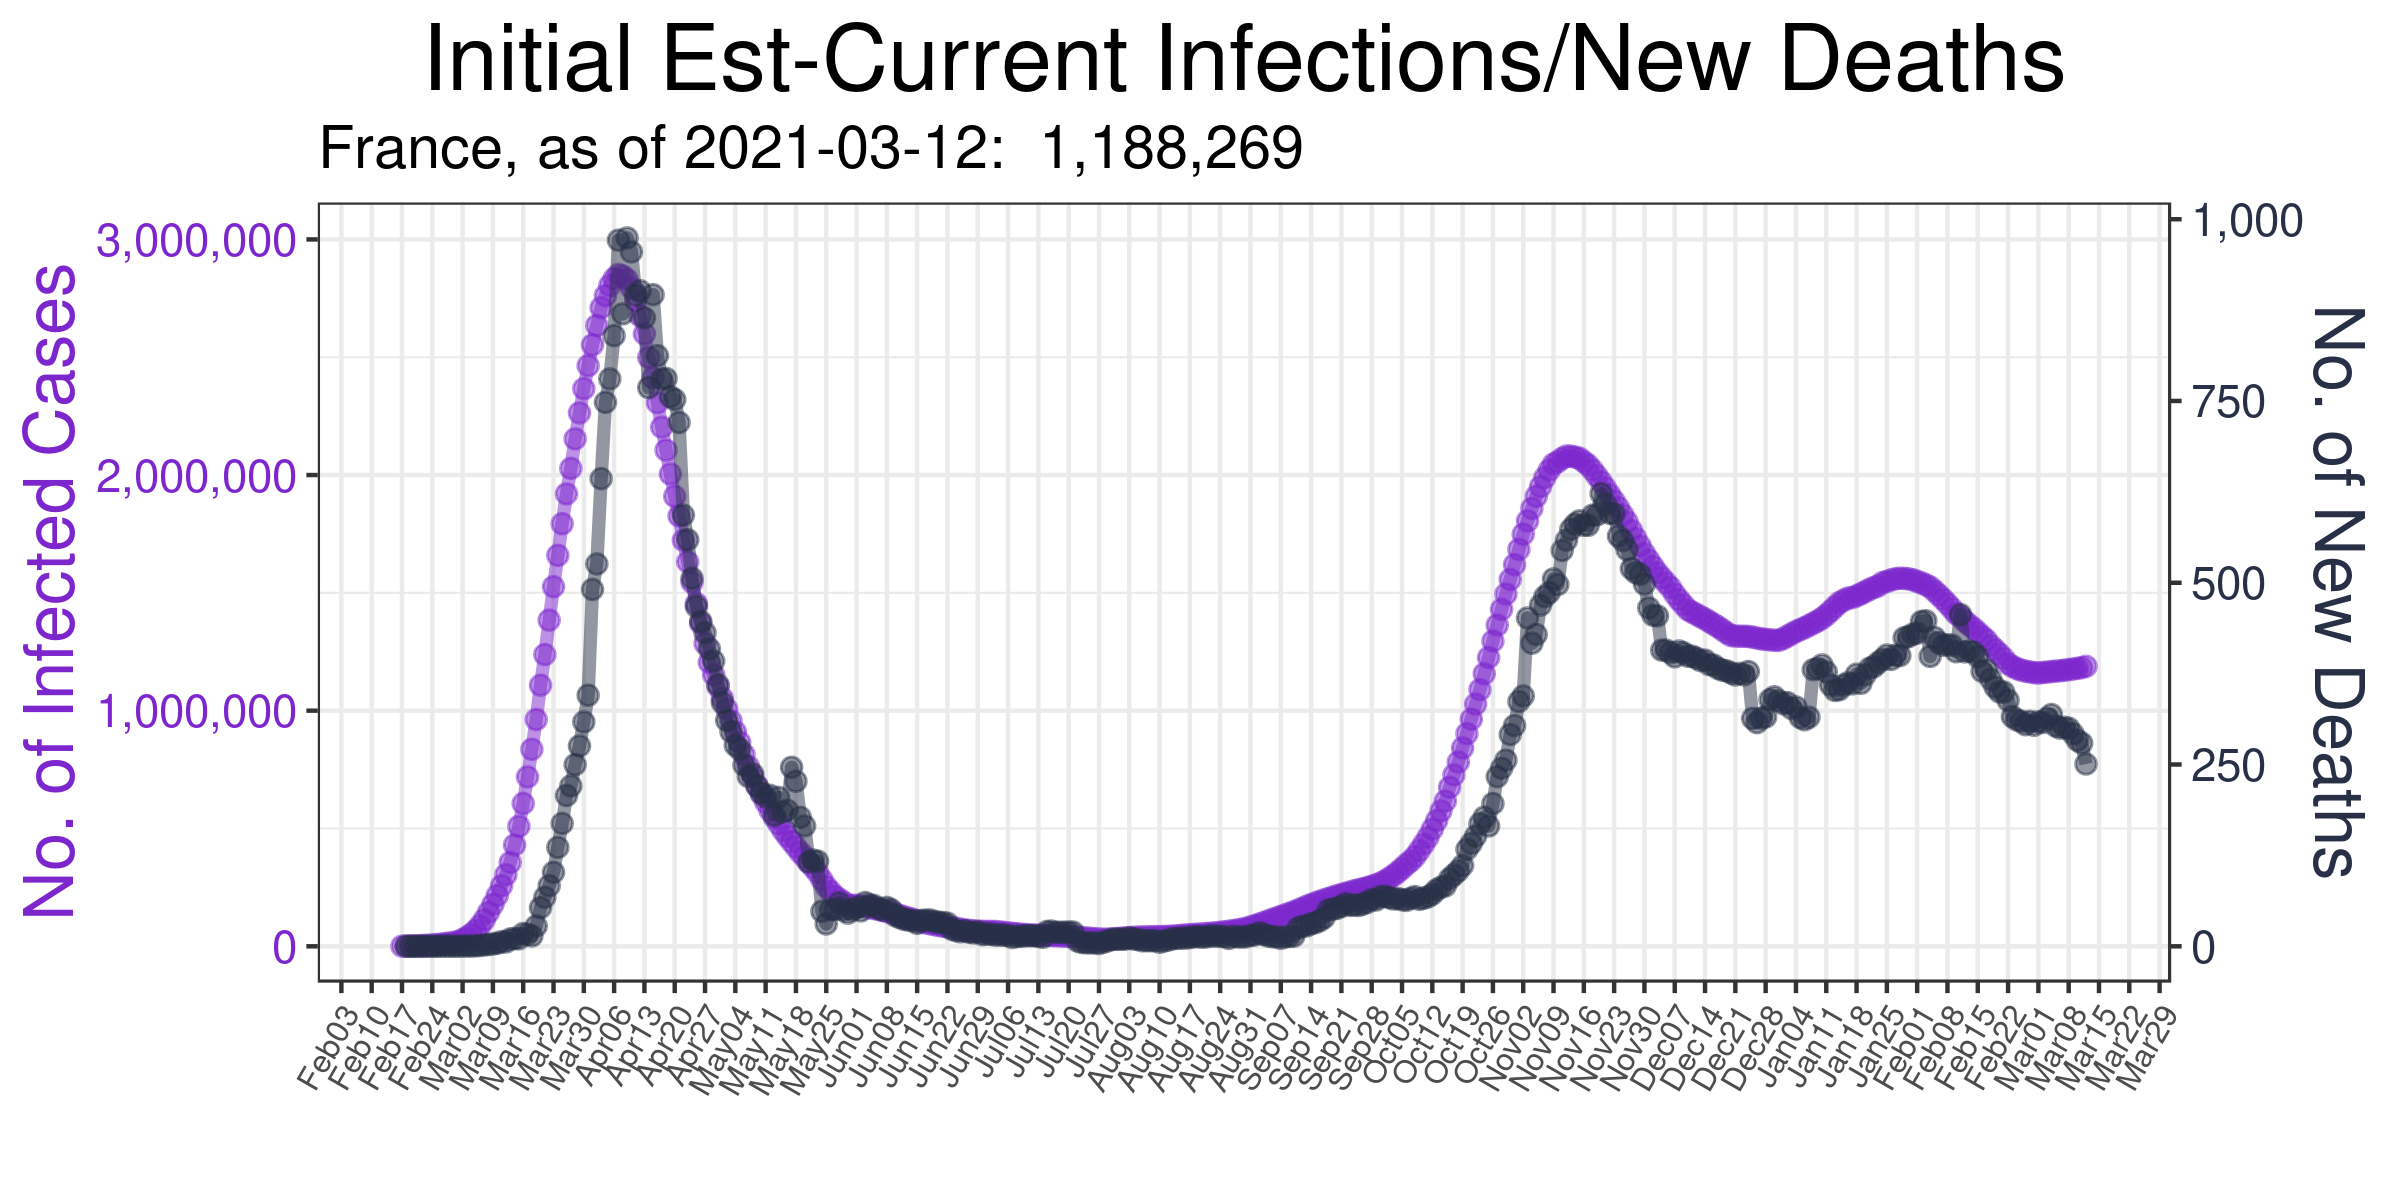 Initial Est-Current Infections/New Deaths
France, as of 2021-03-12:  1,188,269
No. of Infected Cases
3,000,000
2,000,000
1,000,000
0
1,000
750
500
250
0
No. of New Deaths
Feb03
Feb10
Feb17
Feb24
Mar02
Mar09
Mar16
Mar23
Mar30
Apr06
Apr13
Apr20
Apr27
May04
May11
May18
May25
Jun01
Jun08
Jun15
Jun22
Jun29
Jul06
Jul13
Jul20
Jul27
Aug03
Aug10
Aug17
Aug24
Aug31
Sep07
Sep14
Sep21
Sep28
Oct05
Oct12
Oct19
Oct26
Nov02
Nov09
Nov16
Nov23
Nov30
Dec07
Dec14
Dec21
Dec28
Jan04
Jan11
Jan18
Jan25
Feb01
Feb08
Feb15
Feb22
Mar01
Mar08
Mar15
Mar22
Mar29